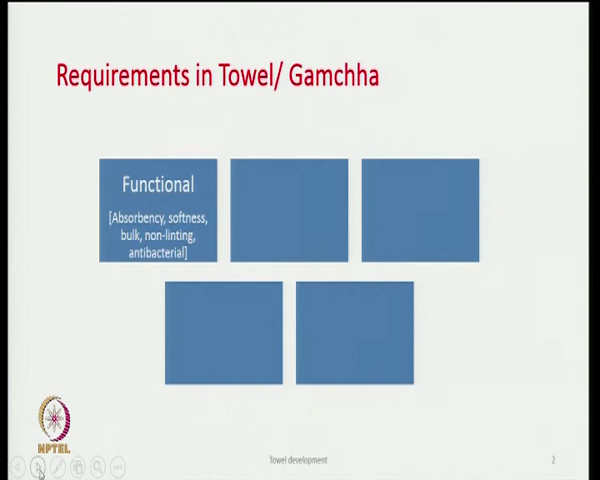 Requirements in Towel/ Gamchha
Functional
[Absorbency, softness,
bulk, non-linting,
antibacterial]
NPTEL
Towel development
2